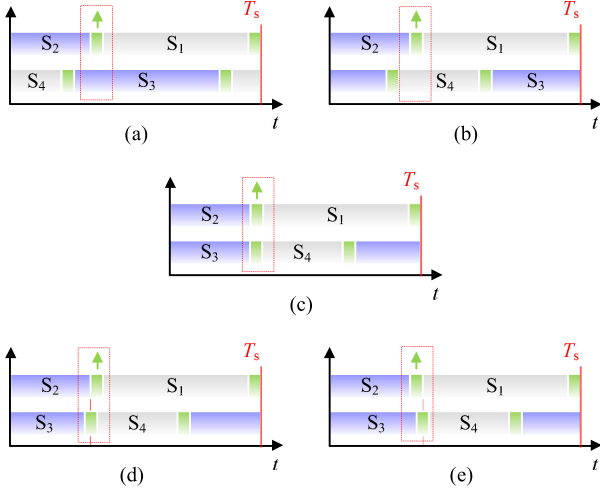 Ts Ts
S2 S1 S2 S1
S4 S3 S4 S3
t t
(a) (b)
Ts
S2 S1
S3 S4
t
(c)
Ts Ts
S2 S1 S2 S1
S3 S4 S3 S4
t t
(d) (e)